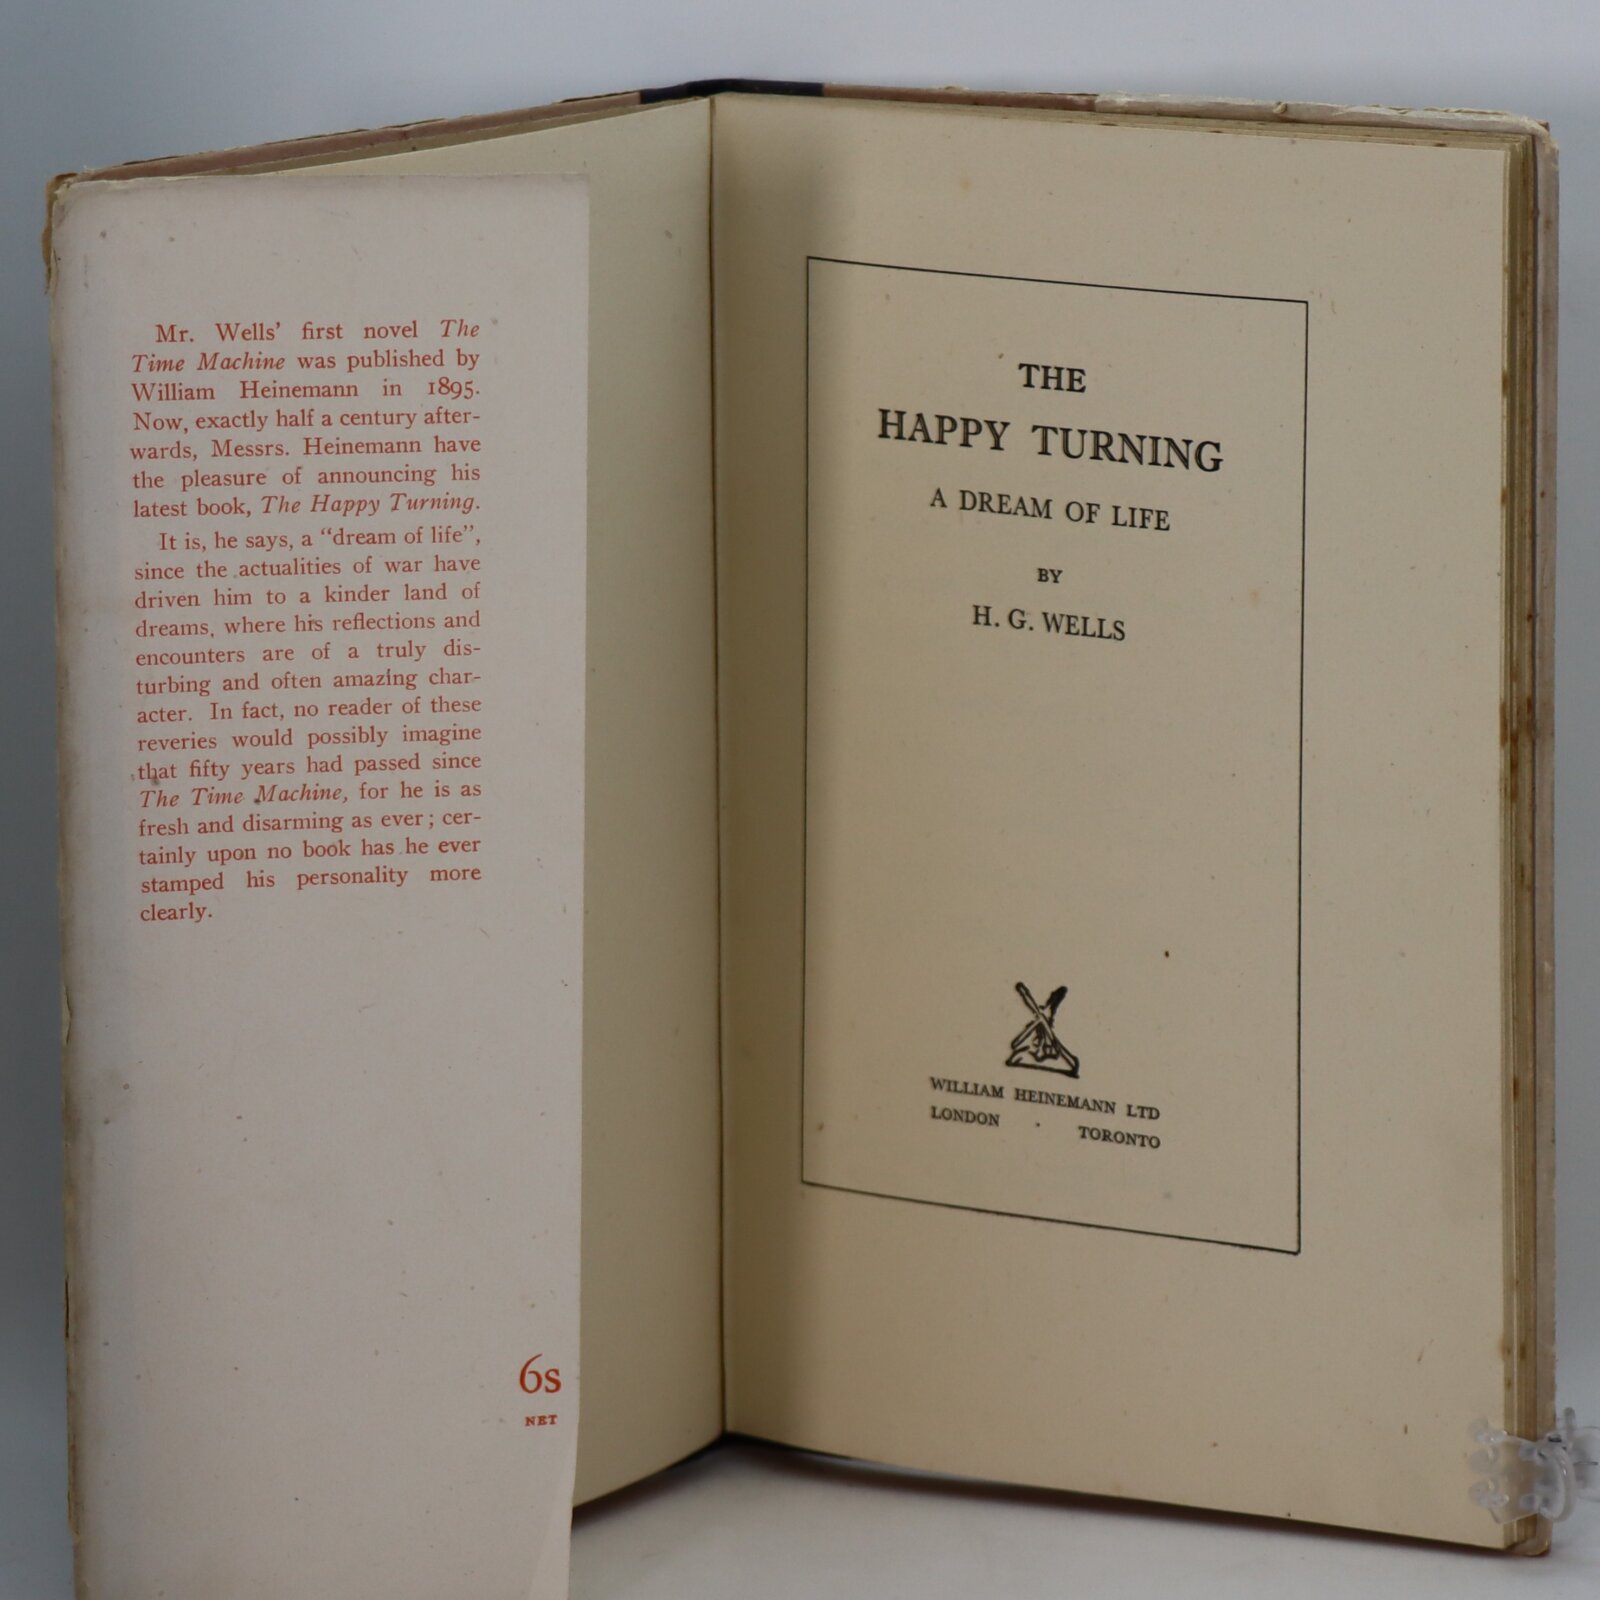 Mr. Wells' first novel The
Time Machine was published by
William Heinemann in 1895.
Now, exactly half a century after-
wards, Messrs. Heinemann have
the pleasure of announcing his
latest book, The Happy Turning.
It is, he says, a "dream of life",
since the actualities of war have
driven him to a kinder land of
dreams, where his reflections and
encounters are of a truly dis-
turbing and often amazing char-
acter. In fact, no reader of these
reveries would possibly imagine
that fifty years had passed since
The Time Machine, for he is as
fresh and disarming as ever; cer-
tainly upon no book has he ever
stamped his personality more
clearly.
6s
NET
THE
HAPPY TURNING
A DREAM OF LIFE
BY
H. G. WELLS
WILLIAM HEINEMANN LTD
LONDON · TORONTO